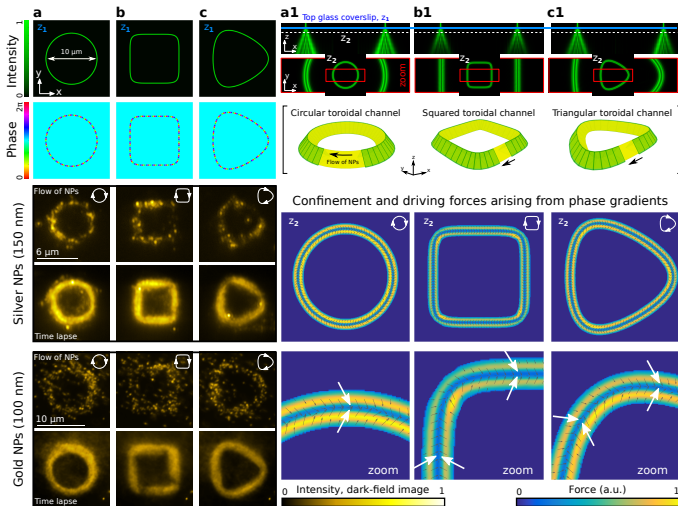 a
b
c
a1
b1
c1
Intensity
1
0
z1
10 µm
y
x
z1
z1
Top glass coverslip, z1
z
x
z2
z2
z2
y
x
z2
z2
z2
zoom
Phase
2π
0
Circular toroidal channel
Squared toroidal channel
Triangular toroidal channel
Flow of NPs
z
y
x
Silver NPs (150 nm)
Flow of NPs
6 µm
Time lapse
Confinement and driving forces arising from phase gradients
z2
z2
z2
Gold NPs (100 nm)
Flow of NPs
10 µm
Time lapse
zoom
zoom
zoom
Intensity, dark-field image
0
1
Force (a.u.)
0
1